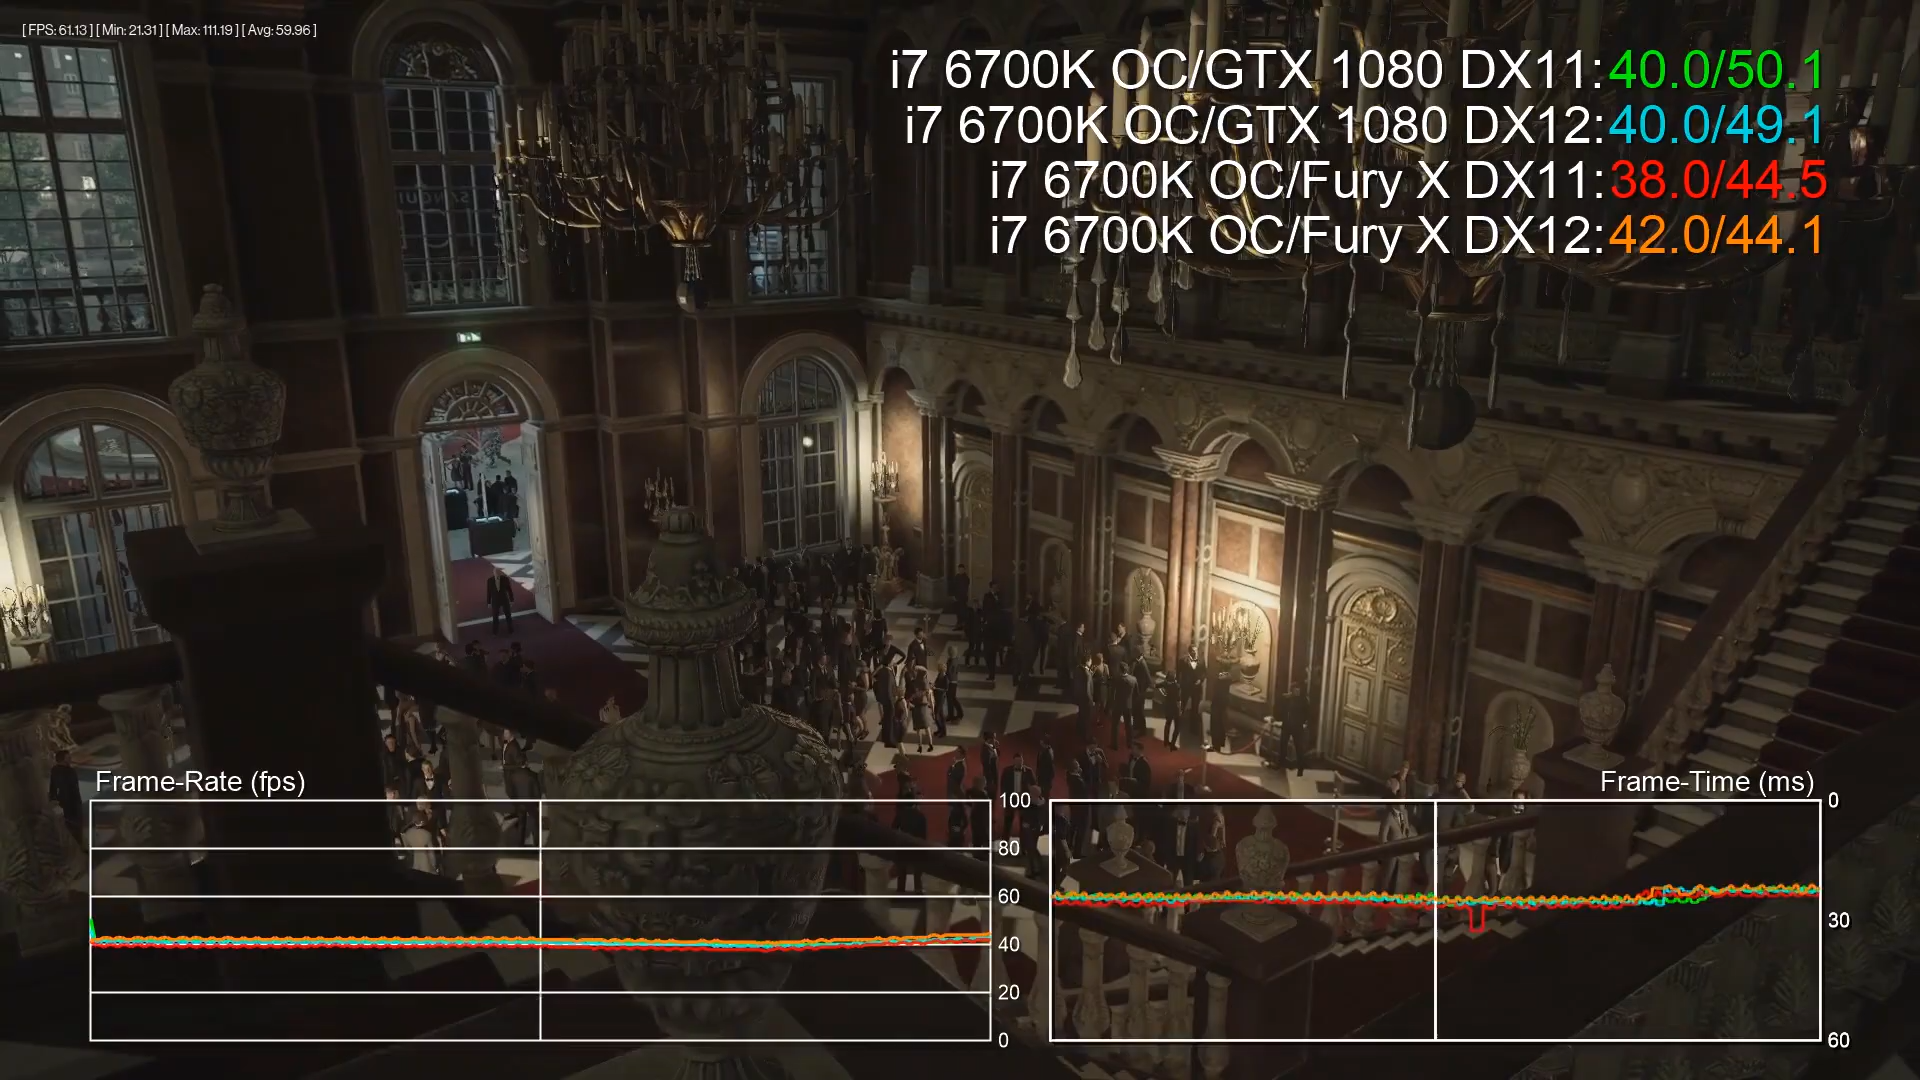 [ FPS: 61.13 ] [ Min: 21.31 ] [ Max: 111.19 ] [ Avg: 59.96 ]
i7 6700K OC/GTX 1080 DX11: 40.0/50.1
i7 6700K OC/GTX 1080 DX12: 40.0/49.1
i7 6700K OC/Fury X DX11: 38.0/44.5
i7 6700K OC/Fury X DX12: 42.0/44.1
Frame-Rate (fps)
100
80
60
40
20
0
Frame-Time (ms)
0
30
60